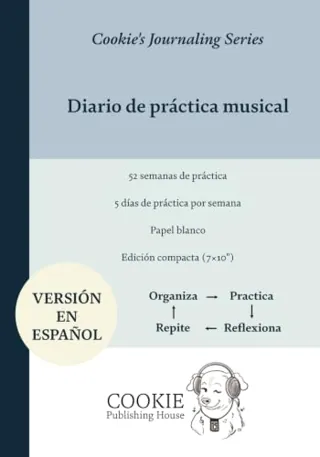 Cookie's Journaling Series
Diario de práctica musical
52 semanas de práctica
5 días de práctica por semana
Papel blanco
Edición compacta (7×10")
VERSIÓN
EN
ESPAÑOL
Organiza → Practica
↑ ↓
Repite ← Reflexiona
COOKIE
Publishing House